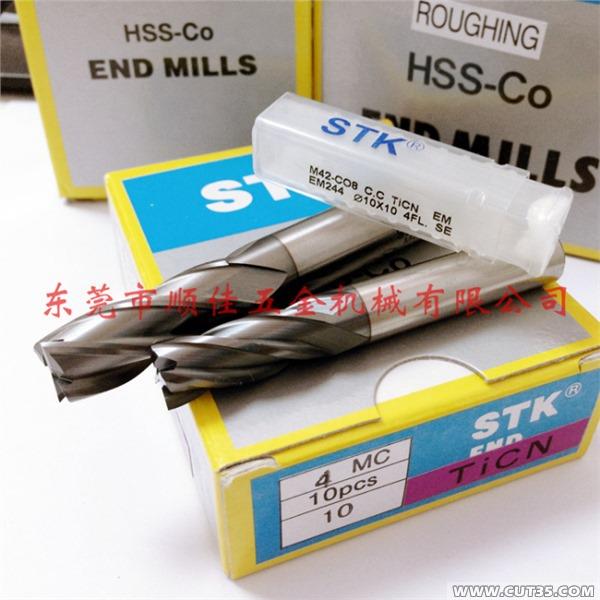 HSS-Co
END MILLS
ROUGHING
HSS-Co
END MILLS
STK®
M42-CO8 C.C TiCN EM
EM244 Ø10X10 4FL. SE
STK
东莞市顺佳五金机械有限公司
STK®
END
TiCN
4 MC
10pcs
10
WWW.CUT35.COM